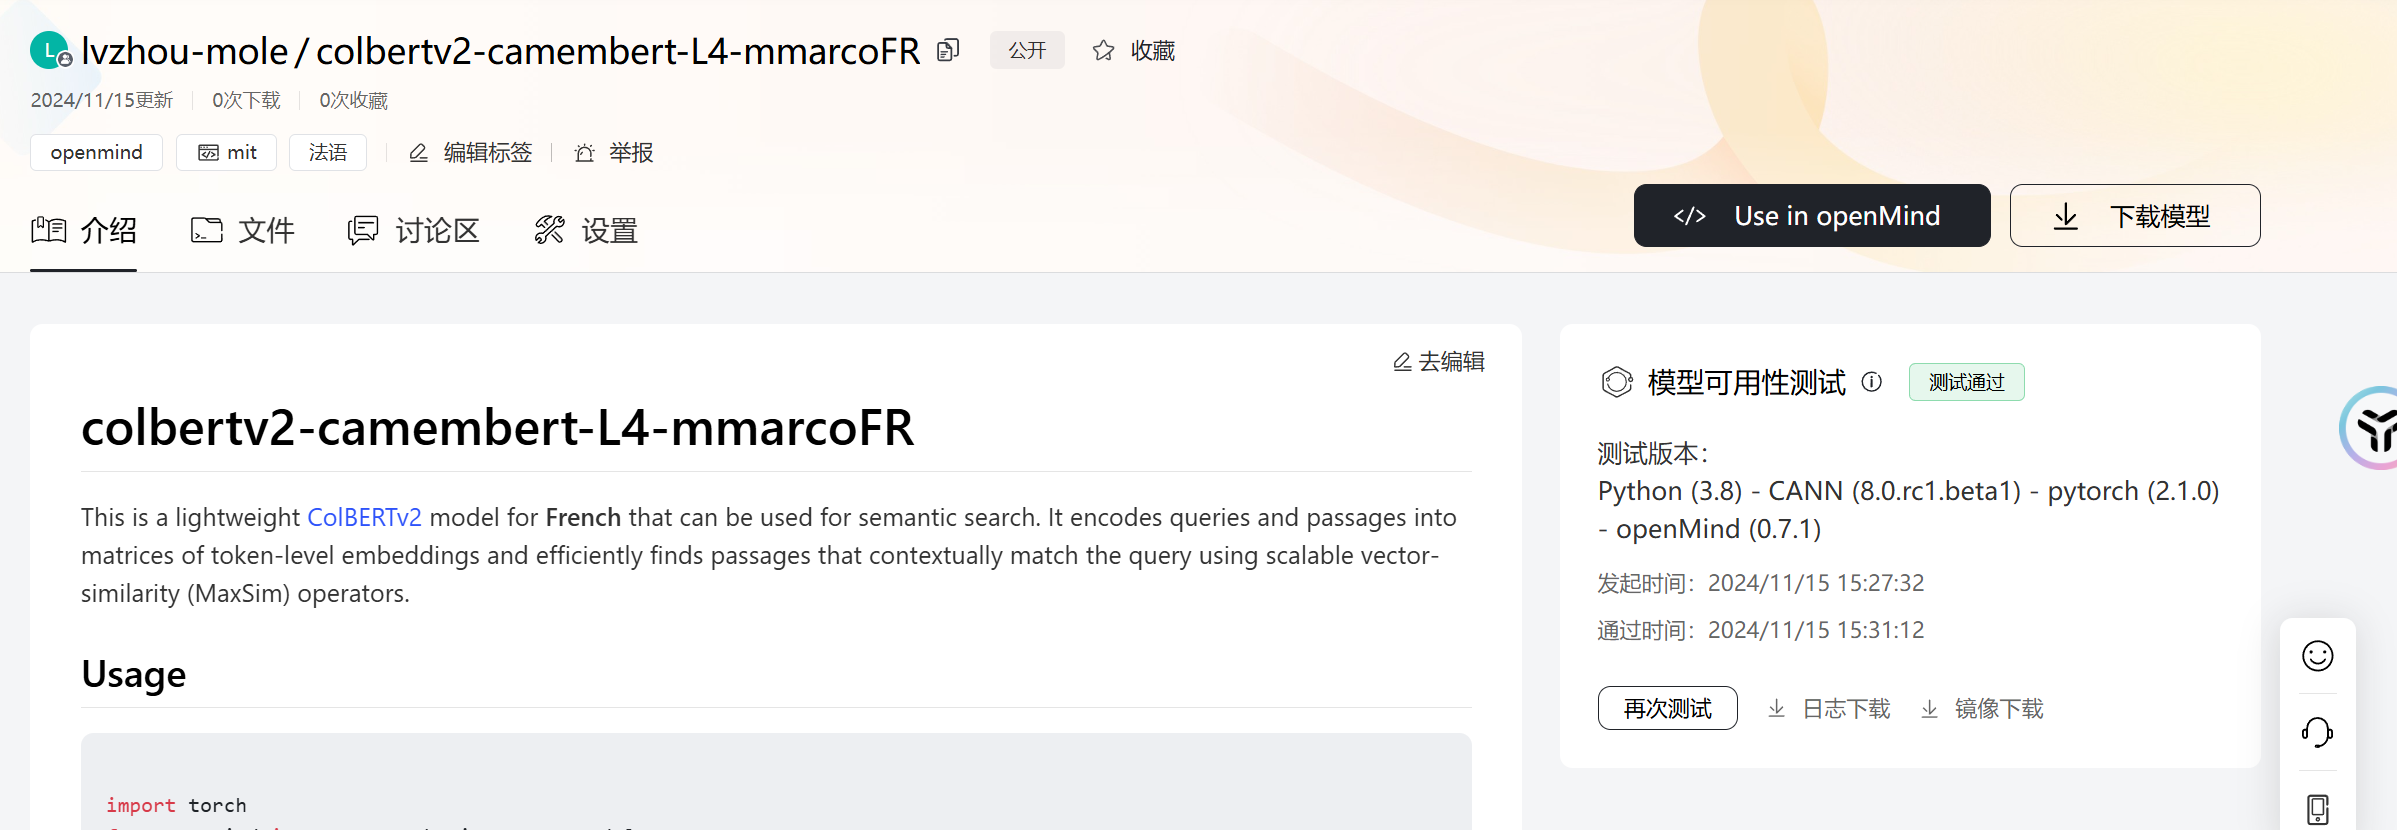 L lvzhou-mole / colbertv2-camembert-L4-mmarcoFR 公开 收藏
2024/11/15更新 0次下载 0次收藏
openmind mit 法语 编辑标签 举报
介绍 文件 讨论区 设置
</> Use in openMind 下载模型
去编辑
colbertv2-camembert-L4-mmarcoFR
This is a lightweight ColBERTv2 model for French that can be used for semantic search. It encodes queries and passages into
matrices of token-level embeddings and efficiently finds passages that contextually match the query using scalable vector-
similarity (MaxSim) operators.
Usage
import torch
模型可用性测试 测试通过
测试版本：
Python (3.8) - CANN (8.0.rc1.beta1) - pytorch (2.1.0)
- openMind (0.7.1)
发起时间：2024/11/15 15:27:32
通过时间：2024/11/15 15:31:12
再次测试 日志下载 镜像下载